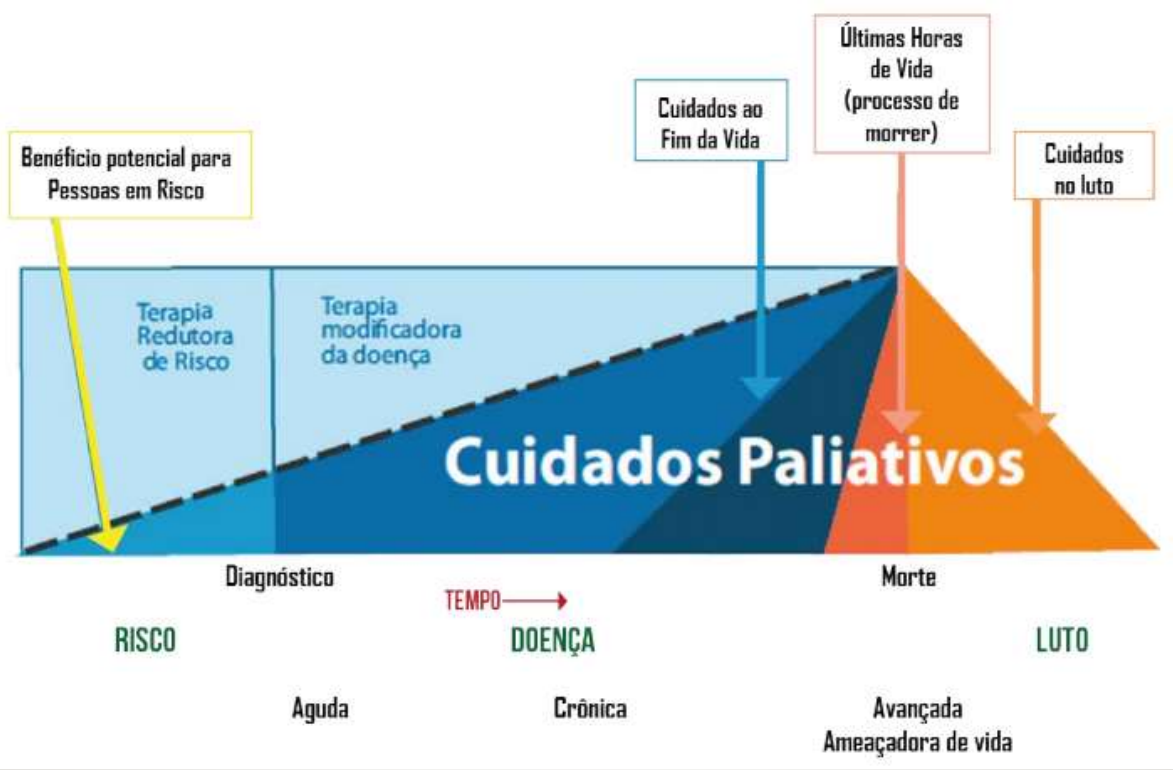 Últimas Horas
de Vida
(processo de
morrer)
Cuidados ao
Fim da Vida
Benéficio potencial para
Pessoas em Risco
Cuidados
no luto
Terapia
Redutora
de Risco
Terapia
modificadora
da doença
Cuidados Paliativos
Diagnóstico
Morte
TEMPO
RISCO
DOENÇA
LUTO
Aguda
Crônica
Avançada
Ameaçadora de vida